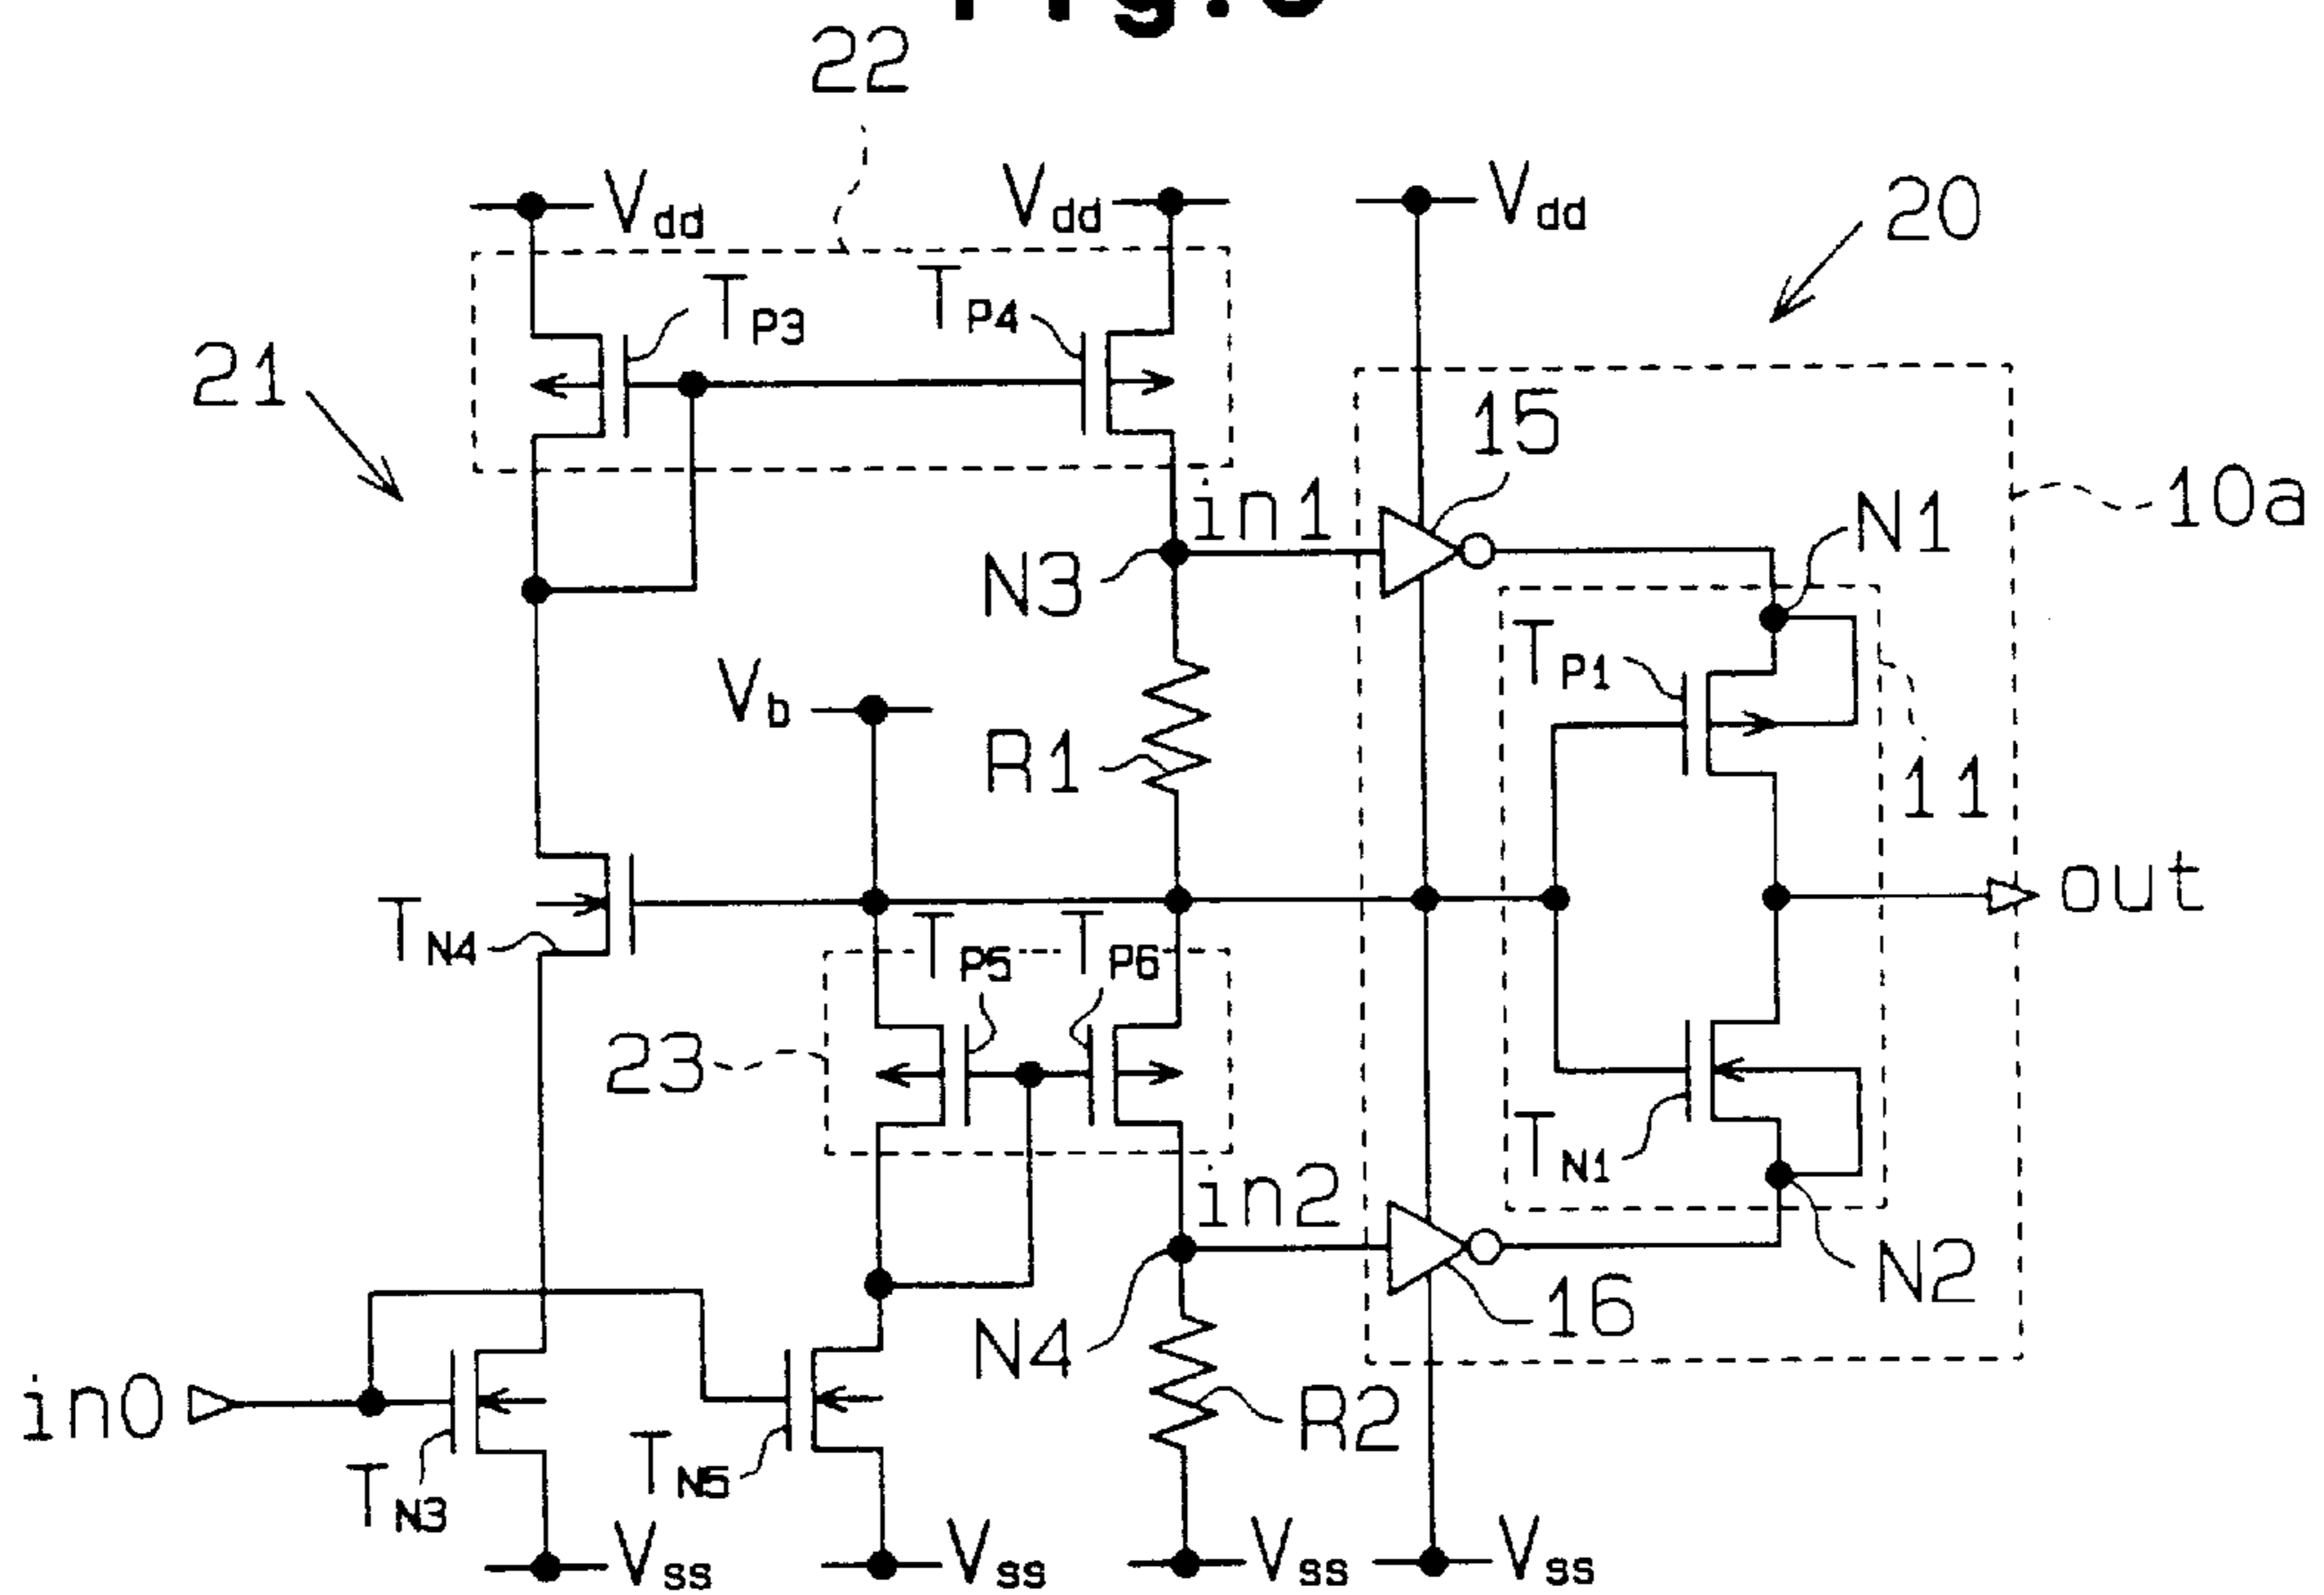 22
Vdd
Vdd
Vdd
20
TP3
TP4
21
15
in1
10a
N1
N3
TP1
Vb
R1
11
out
TN4
TP5
TP6
23
TN1
in2
N2
16
N4
in0
R2
TN3
TN5
Vss
Vss
Vss
Vss